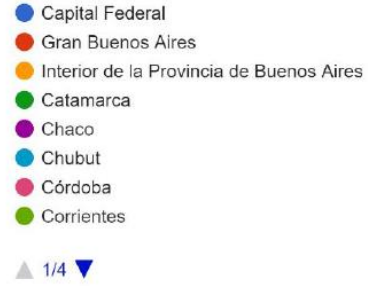 Capital Federal
Gran Buenos Aires
Interior de la Provincia de Buenos Aires
Catamarca
Chaco
Chubut
Córdoba
Corrientes
1/4